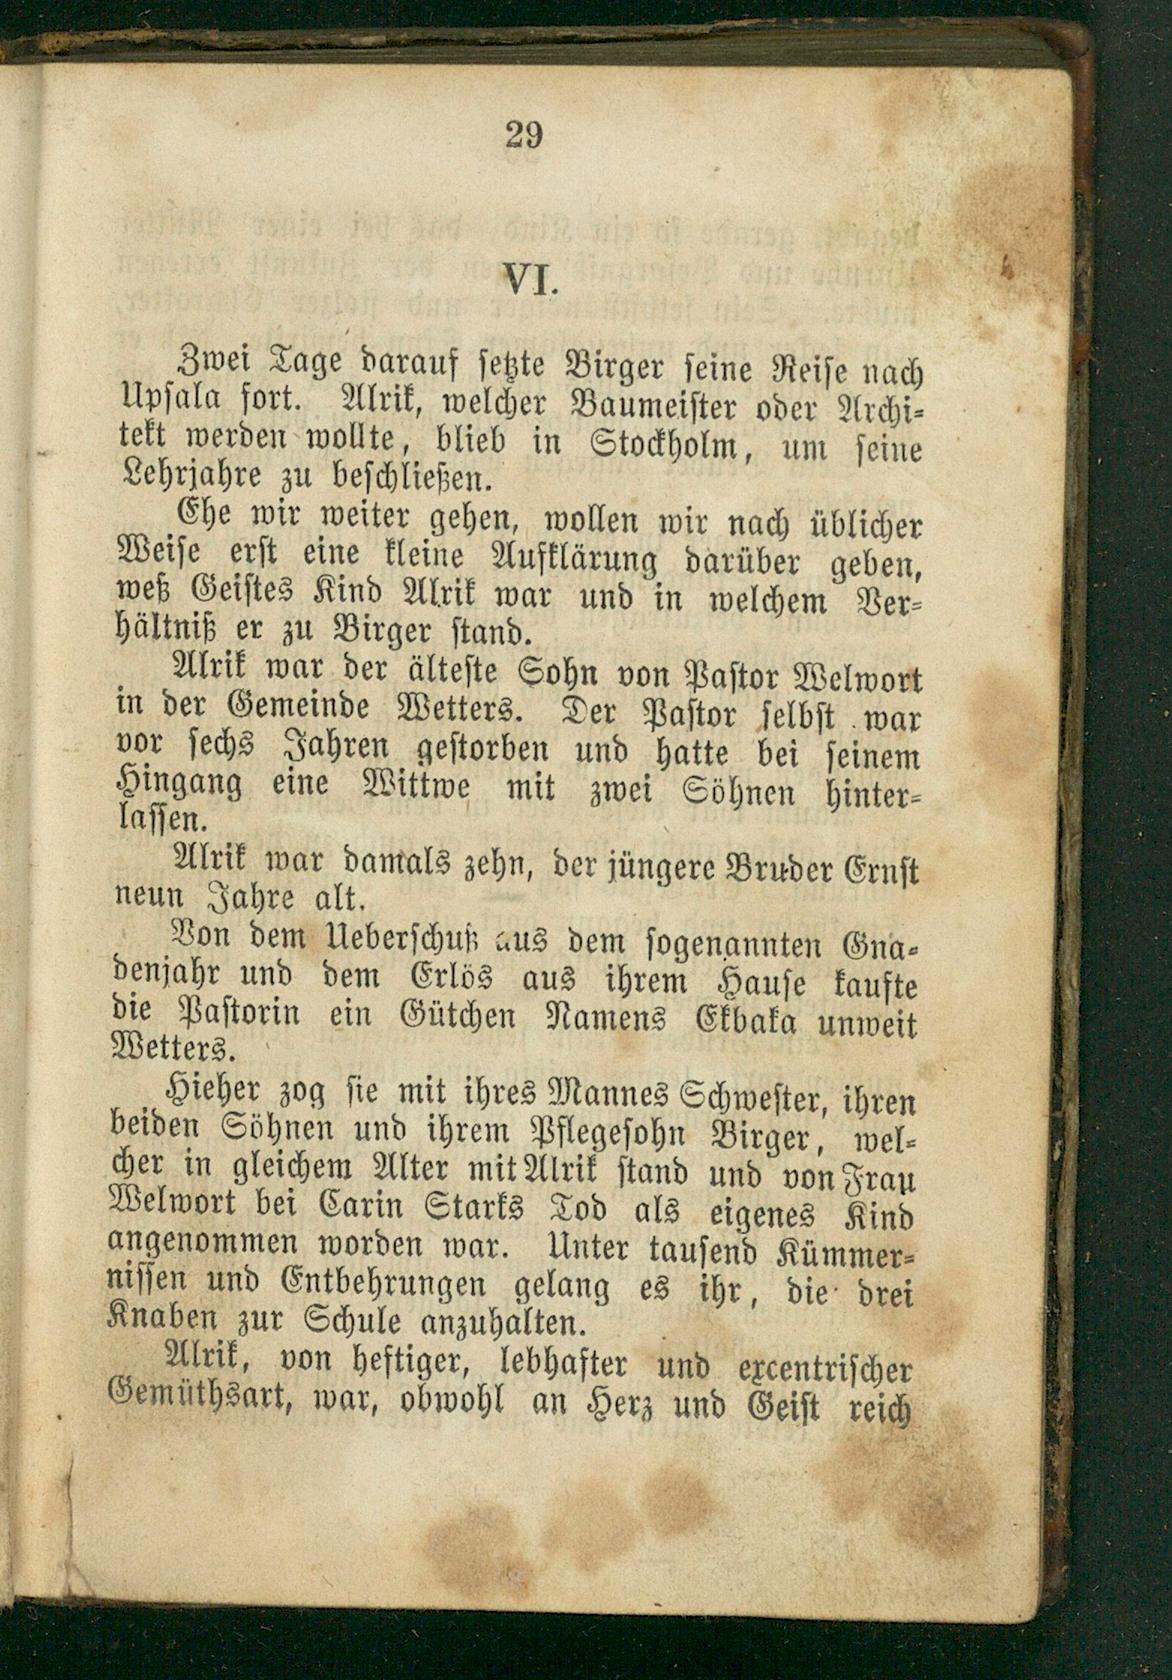 29
VI.
Zwei Tage darauf setzte Birger seine Reise nach
Upsala fort. Alrik, welcher Baumeister oder Archi-
tekt werden wollte, blieb in Stockholm, um seine
Lehrjahre zu beschließen.
Ehe wir weiter gehen, wollen wir nach üblicher
Weise erst eine kleine Aufklärung darüber geben,
weß Geistes Kind Alrik war und in welchem Ver-
hältniß er zu Birger stand.
Alrik war der älteste Sohn von Pastor Welwort
in der Gemeinde Wetters. Der Pastor selbst war
vor sechs Jahren gestorben und hatte bei seinem
Hingang eine Wittwe mit zwei Söhnen hinter-
lassen.
Alrik war damals zehn, der jüngere Bruder Ernst
neun Jahre alt.
Von dem Ueberschuß aus dem sogenannten Gna-
denjahr und dem Erlös aus ihrem Hause kaufte
die Pastorin ein Gütchen Namens Ekbaka unweit
Wetters.
Hieher zog sie mit ihres Mannes Schwester, ihren
beiden Söhnen und ihrem Pflegesohn Birger, wel-
cher in gleichem Alter mit Alrik stand und von Frau
Welwort bei Carin Starks Tod als eigenes Kind
angenommen worden war. Unter tausend Kümmer-
nissen und Entbehrungen gelang es ihr, die drei
Knaben zur Schule anzuhalten.
Alrik, von heftiger, lebhafter und excentrischer
Gemüthsart, war, obwohl an Herz und Geist reich